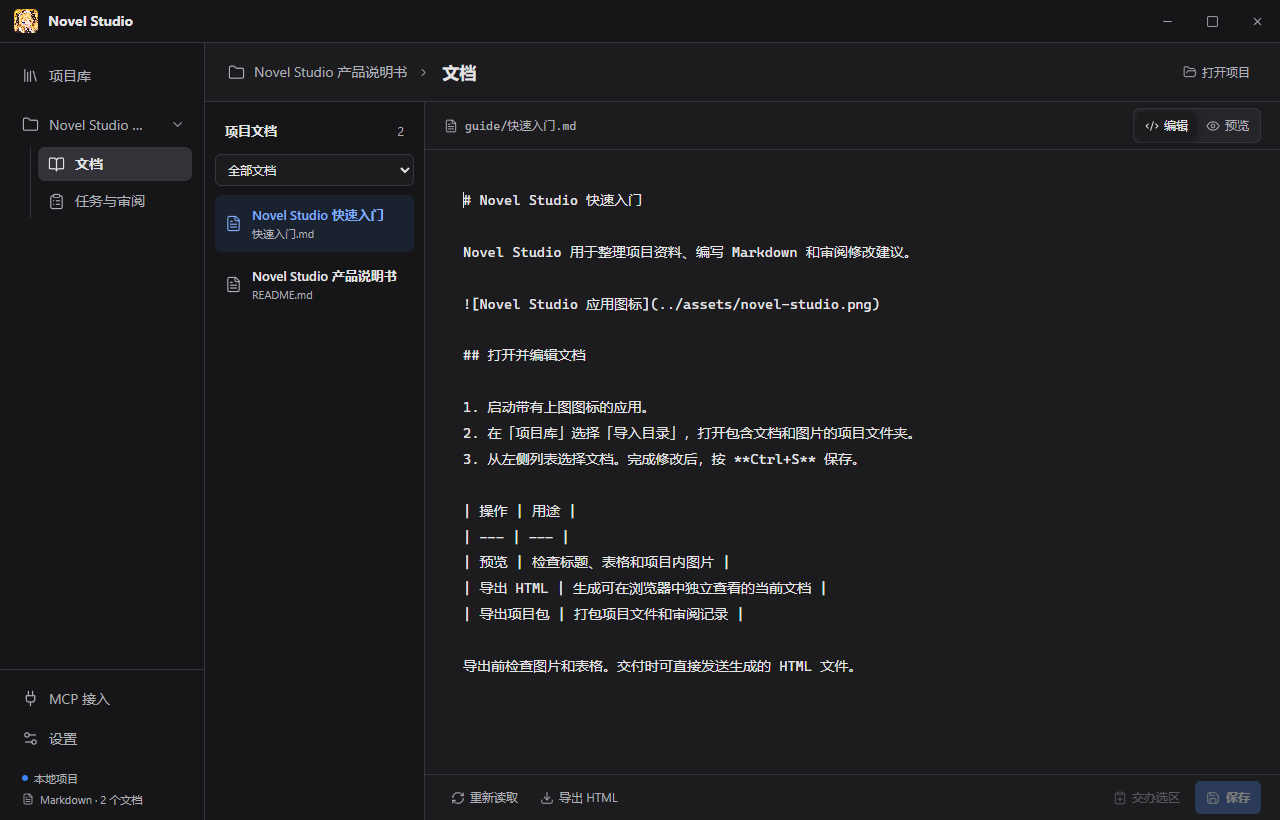 Novel Studio
项目库
Novel Studio ...
文档
任务与审阅
MCP 接入
设置
本地项目
Markdown · 2 个文档
Novel Studio 产品说明书 › 文档
打开项目
项目文档 2
全部文档
Novel Studio 快速入门
快速入门.md
Novel Studio 产品说明书
README.md
guide/快速入门.md
编辑 预览
# Novel Studio 快速入门
Novel Studio 用于整理项目资料、编写 Markdown 和审阅修改建议。
![Novel Studio 应用图标](../assets/novel-studio.png)
## 打开并编辑文档
1. 启动带有上图图标的应用。
2. 在「项目库」选择「导入目录」，打开包含文档和图片的项目文件夹。
3. 从左侧列表选择文档。完成修改后，按 **Ctrl+S** 保存。
| 操作 | 用途 |
| --- | --- |
| 预览 | 检查标题、表格和项目内图片 |
| 导出 HTML | 生成可在浏览器中独立查看的当前文档 |
| 导出项目包 | 打包项目文件和审阅记录 |
导出前检查图片和表格。交付时可直接发送生成的 HTML 文件。
重新读取 导出 HTML
交办选区 保存